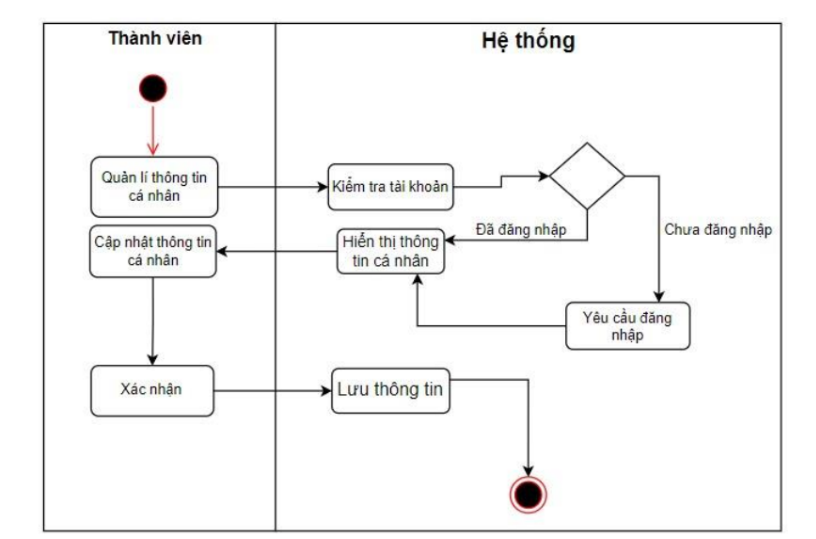 Thành viên
Hệ thống
Quản lí thông tin
cá nhân
Kiểm tra tài khoản
Đã đăng nhập
Chưa đăng nhập
Cập nhật thông tin
cá nhân
Hiển thị thông
tin cá nhân
Yêu cầu đăng
nhập
Xác nhận
Lưu thông tin